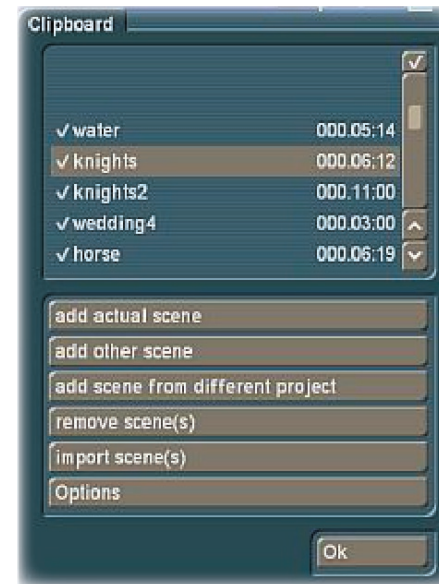 Clipboard
✓ water 000.05:14
✓ knights 000.06:12
✓ knights2 000.11:00
✓ wedding4 000.03:00
✓ horse 000.06:19
add actual scene
add other scene
add scene from different project
remove scene(s)
import scene(s)
Options
Ok